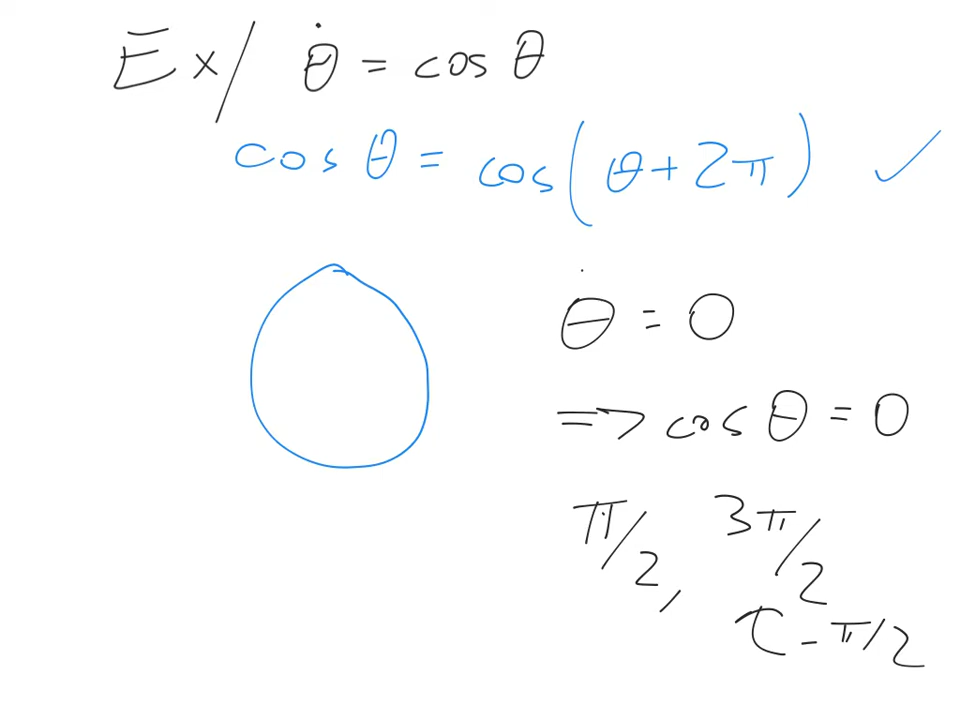 Ex/ θ̇ = cos θ
cos θ = cos(θ + 2π) ✓
θ̇ = 0
=> cos θ = 0
π/2, 3π/2
τ - π/2